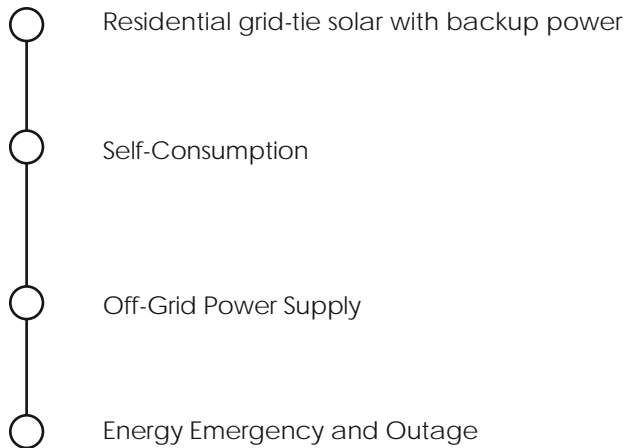 Residential grid-tie solar with backup power
Self-Consumption
Off-Grid Power Supply
Energy Emergency and Outage